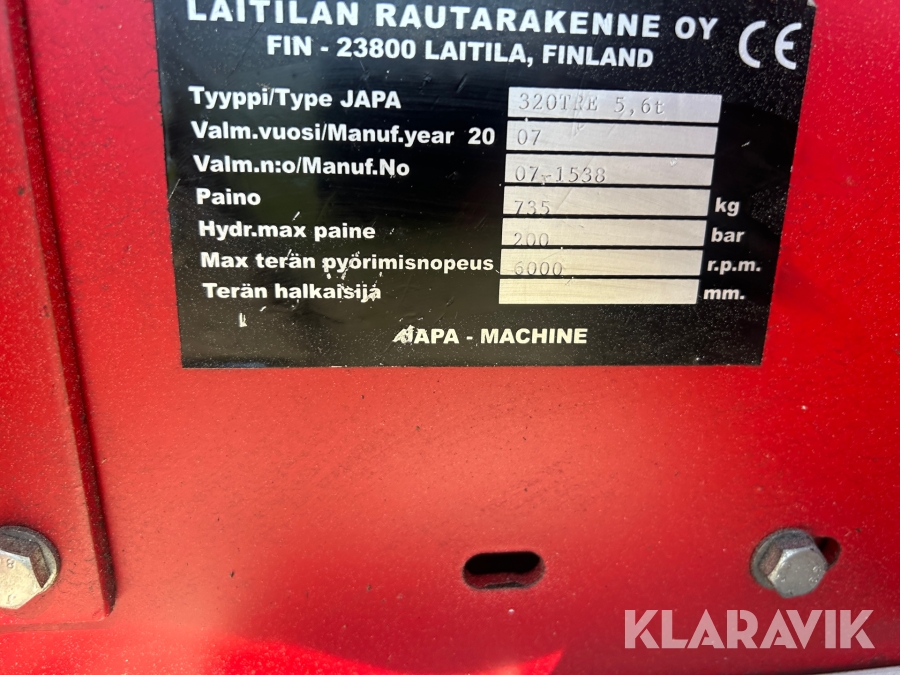 LAITILAN RAUTARAKENNE OY
FIN - 23800 LAITILA, FINLAND
CE
Tyyppi/Type JAPA 320TRE 5,6t
Valm.vuosi/Manuf.year 20 07
Valm.n:o/Manuf.No 07-1538
Paino 735 kg
Hydr.max paine 200 bar
Max terän pyörimisnopeus 6000 r.p.m.
Terän halkaisija mm.
JAPA - MACHINE
KLARAVIK